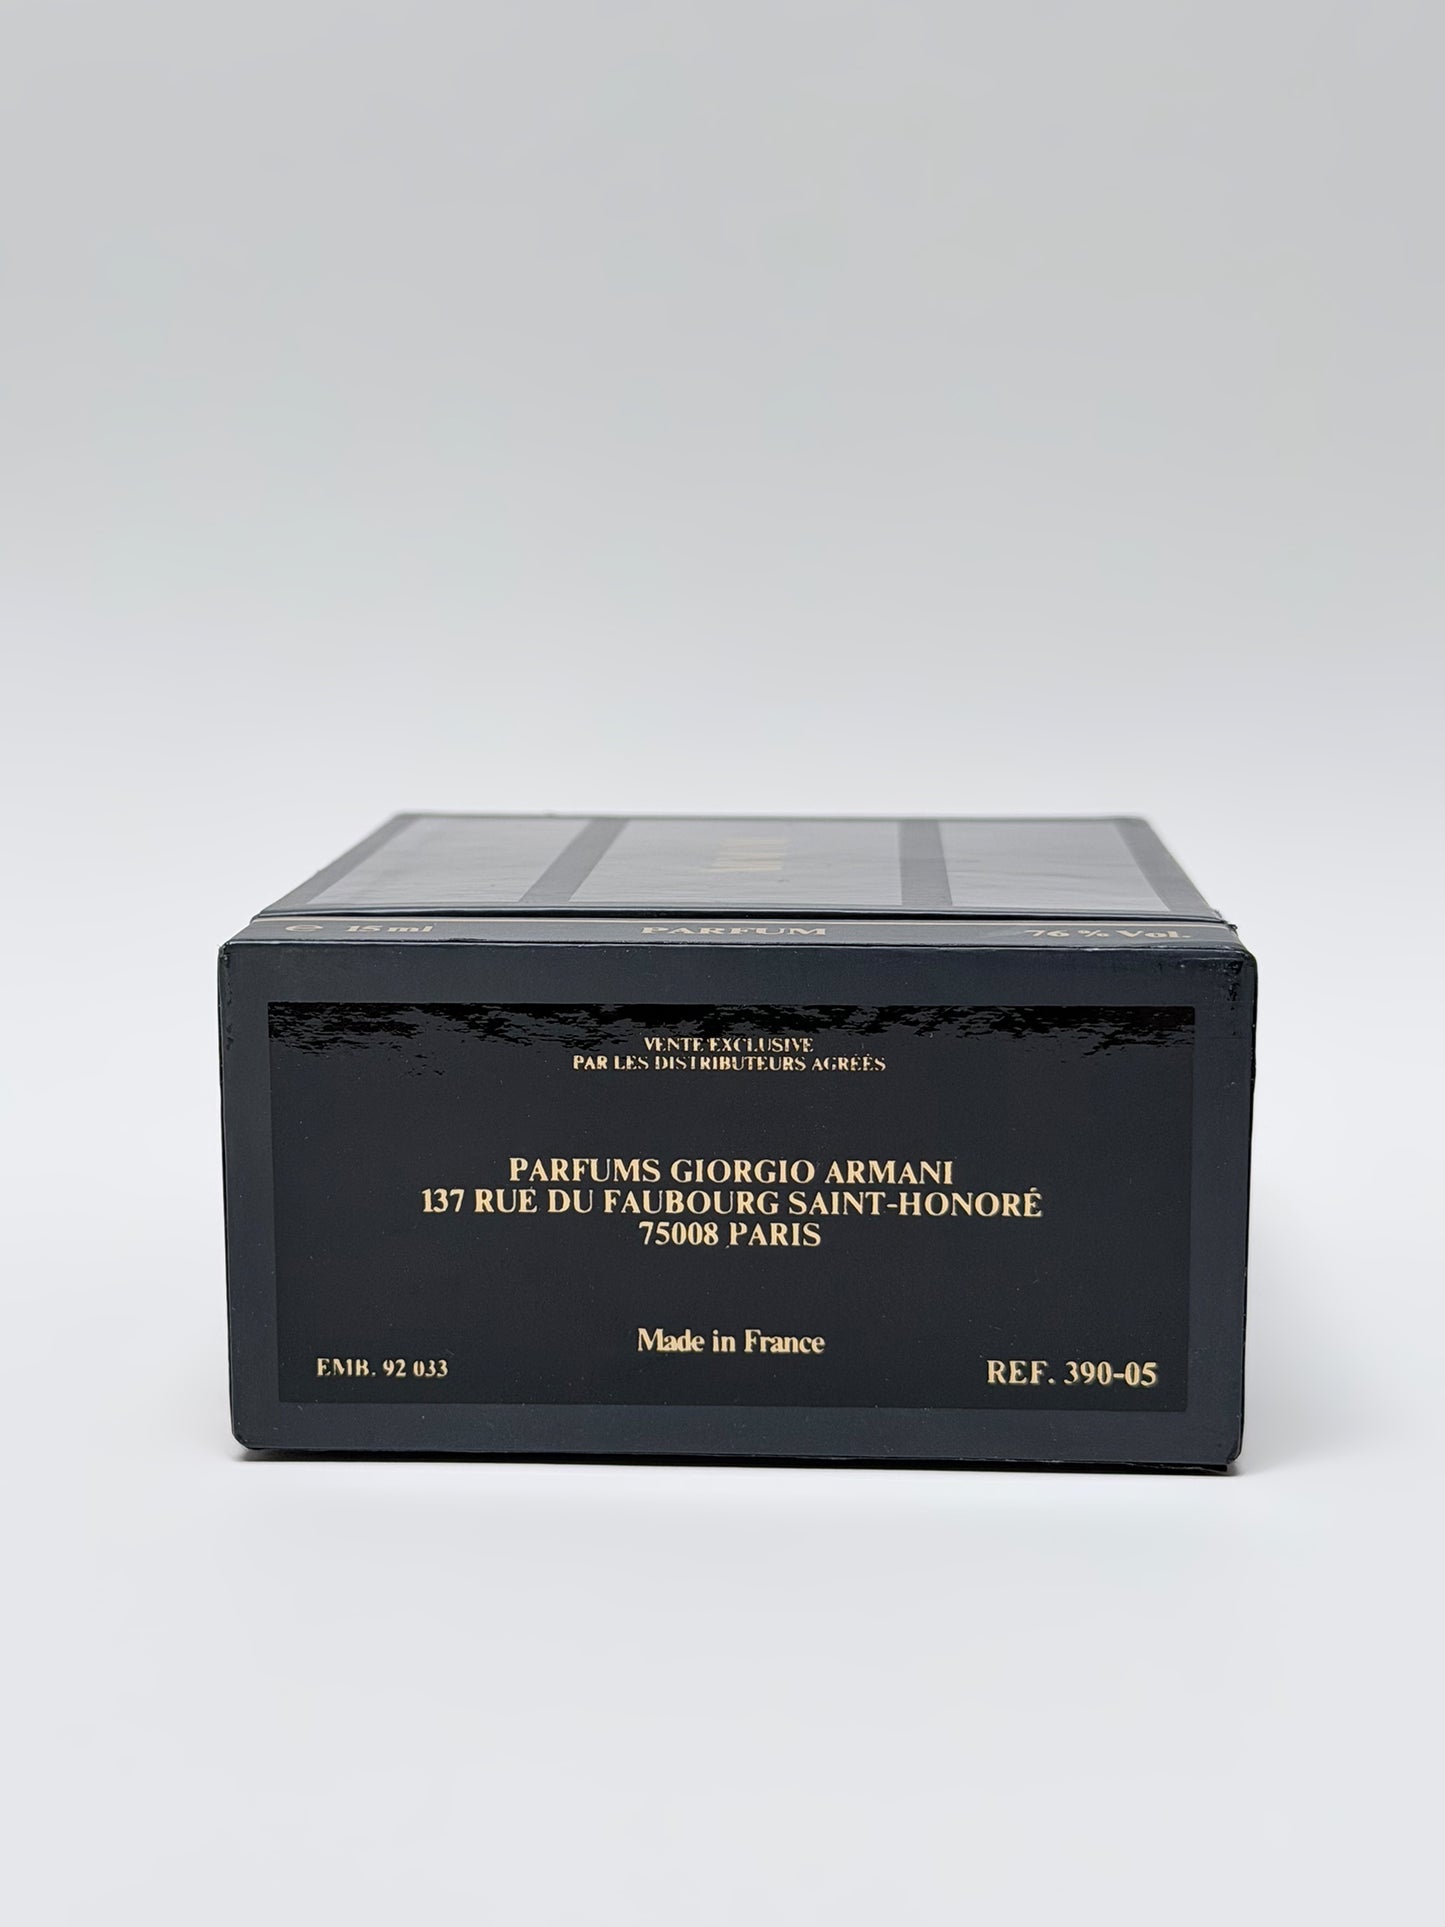 ℮ 15 ml PARFUM 76 % Vol.
VENTE EXCLUSIVE
PAR LES DISTRIBUTEURS AGRÉÉS
PARFUMS GIORGIO ARMANI
137 RUE DU FAUBOURG SAINT-HONORÉ
75008 PARIS
Made in France
EMB. 92 033
REF. 390-05